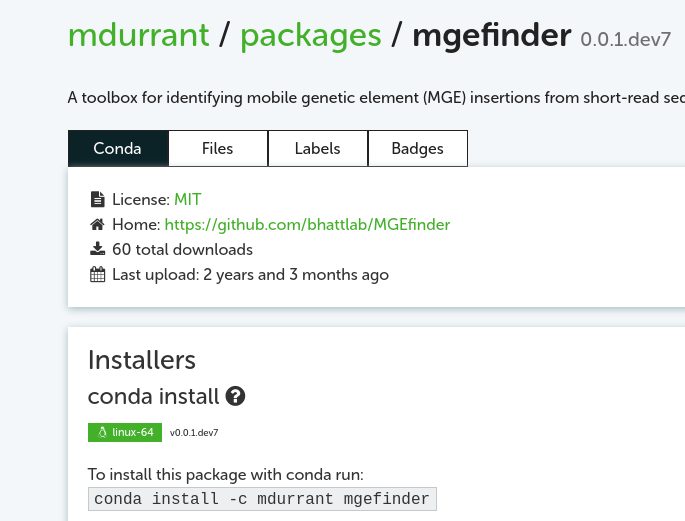 mdurrant / packages / mgefinder 0.0.1.dev7
A toolbox for identifying mobile genetic element (MGE) insertions from short-read
Conda Files Labels Badges
License: MIT
Home: https://github.com/bhattlab/MGEfinder
60 total downloads
Last upload: 2 years and 3 months ago
Installers
conda install ?
linux-64 v0.0.1.dev7
To install this package with conda run:
conda install -c mdurrant mgefinder